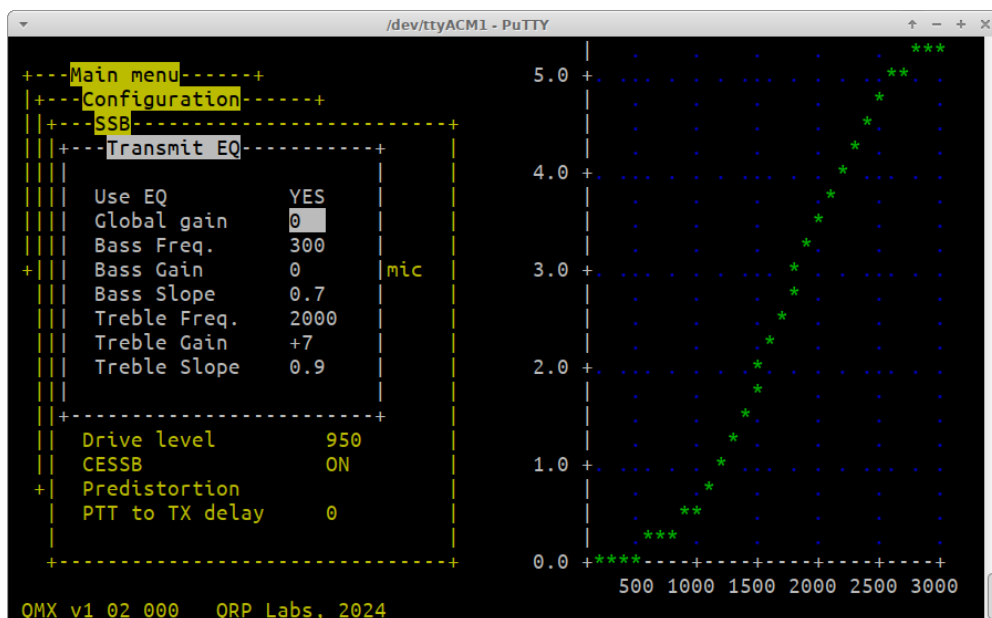 /dev/ttyACM1 - PuTTY
Main menu
Configuration
SSB
Transmit EQ
Use EQ YES
Global gain 0
Bass Freq. 300
Bass Gain 0 mic
Bass Slope 0.7
Treble Freq. 2000
Treble Gain +7
Treble Slope 0.9
Drive level 950
CESSB ON
Predistortion
PTT to TX delay 0
QMX v1_02_000 QRP Labs, 2024
5.0
4.0
3.0
2.0
1.0
0.0
500 1000 1500 2000 2500 3000